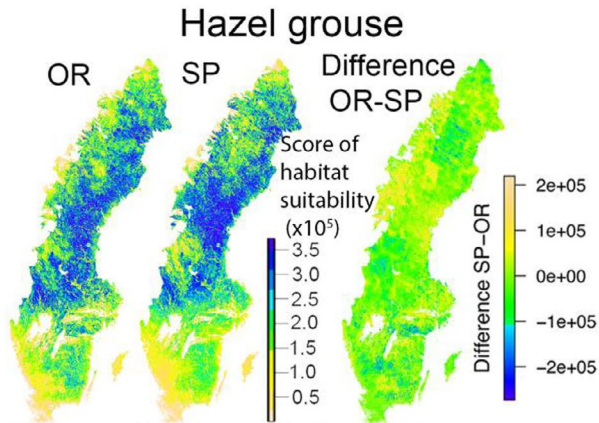 Hazel grouse
OR
SP
Difference
OR-SP
Score of
habitat
suitability
(x10⁵)
3.5
3.0
2.5
2.0
1.5
1.0
0.5
Difference SP-OR
2e+05
1e+05
0e+00
−1e+05
−2e+05